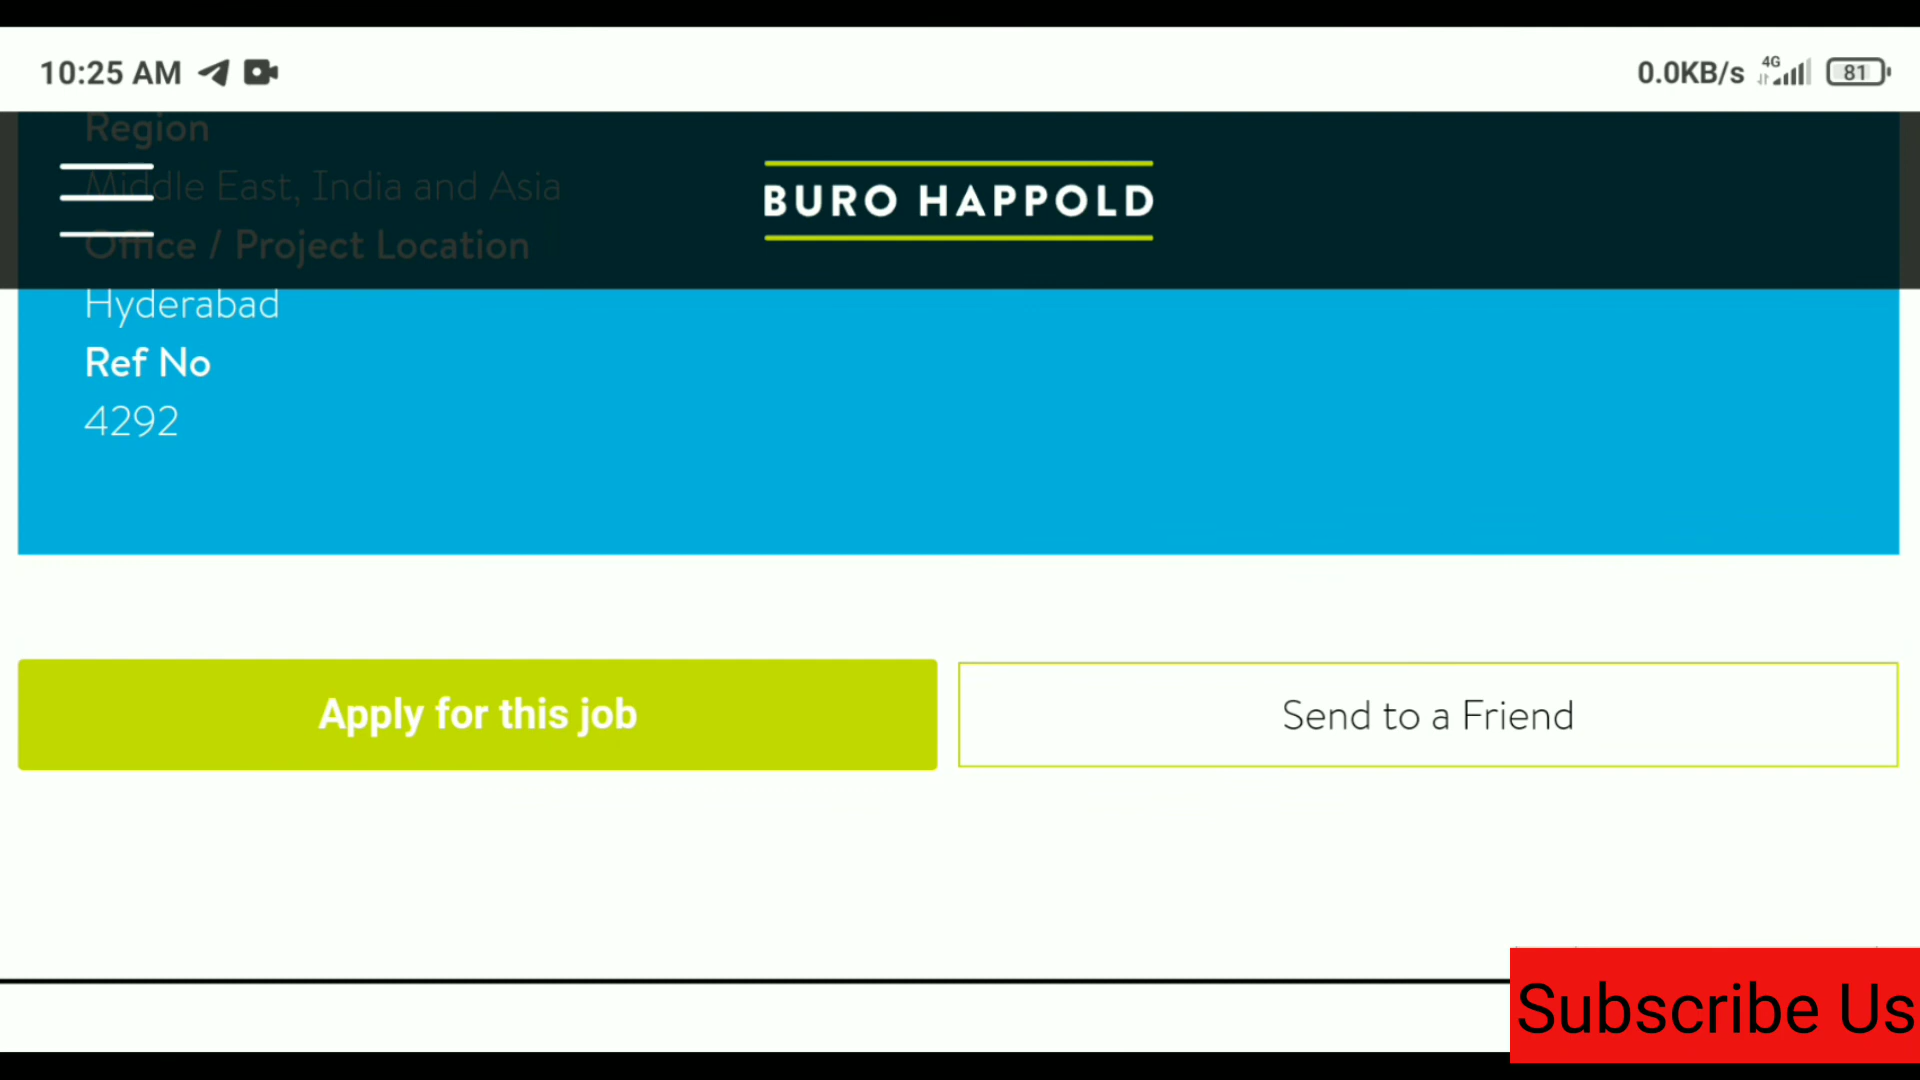 10:25 AM
0.0KB/s 4G 81
Region
Middle East, India and Asia
BURO HAPPOLD
Office / Project Location
Hyderabad
Ref No
4292
Apply for this job
Send to a Friend
Subscribe Us